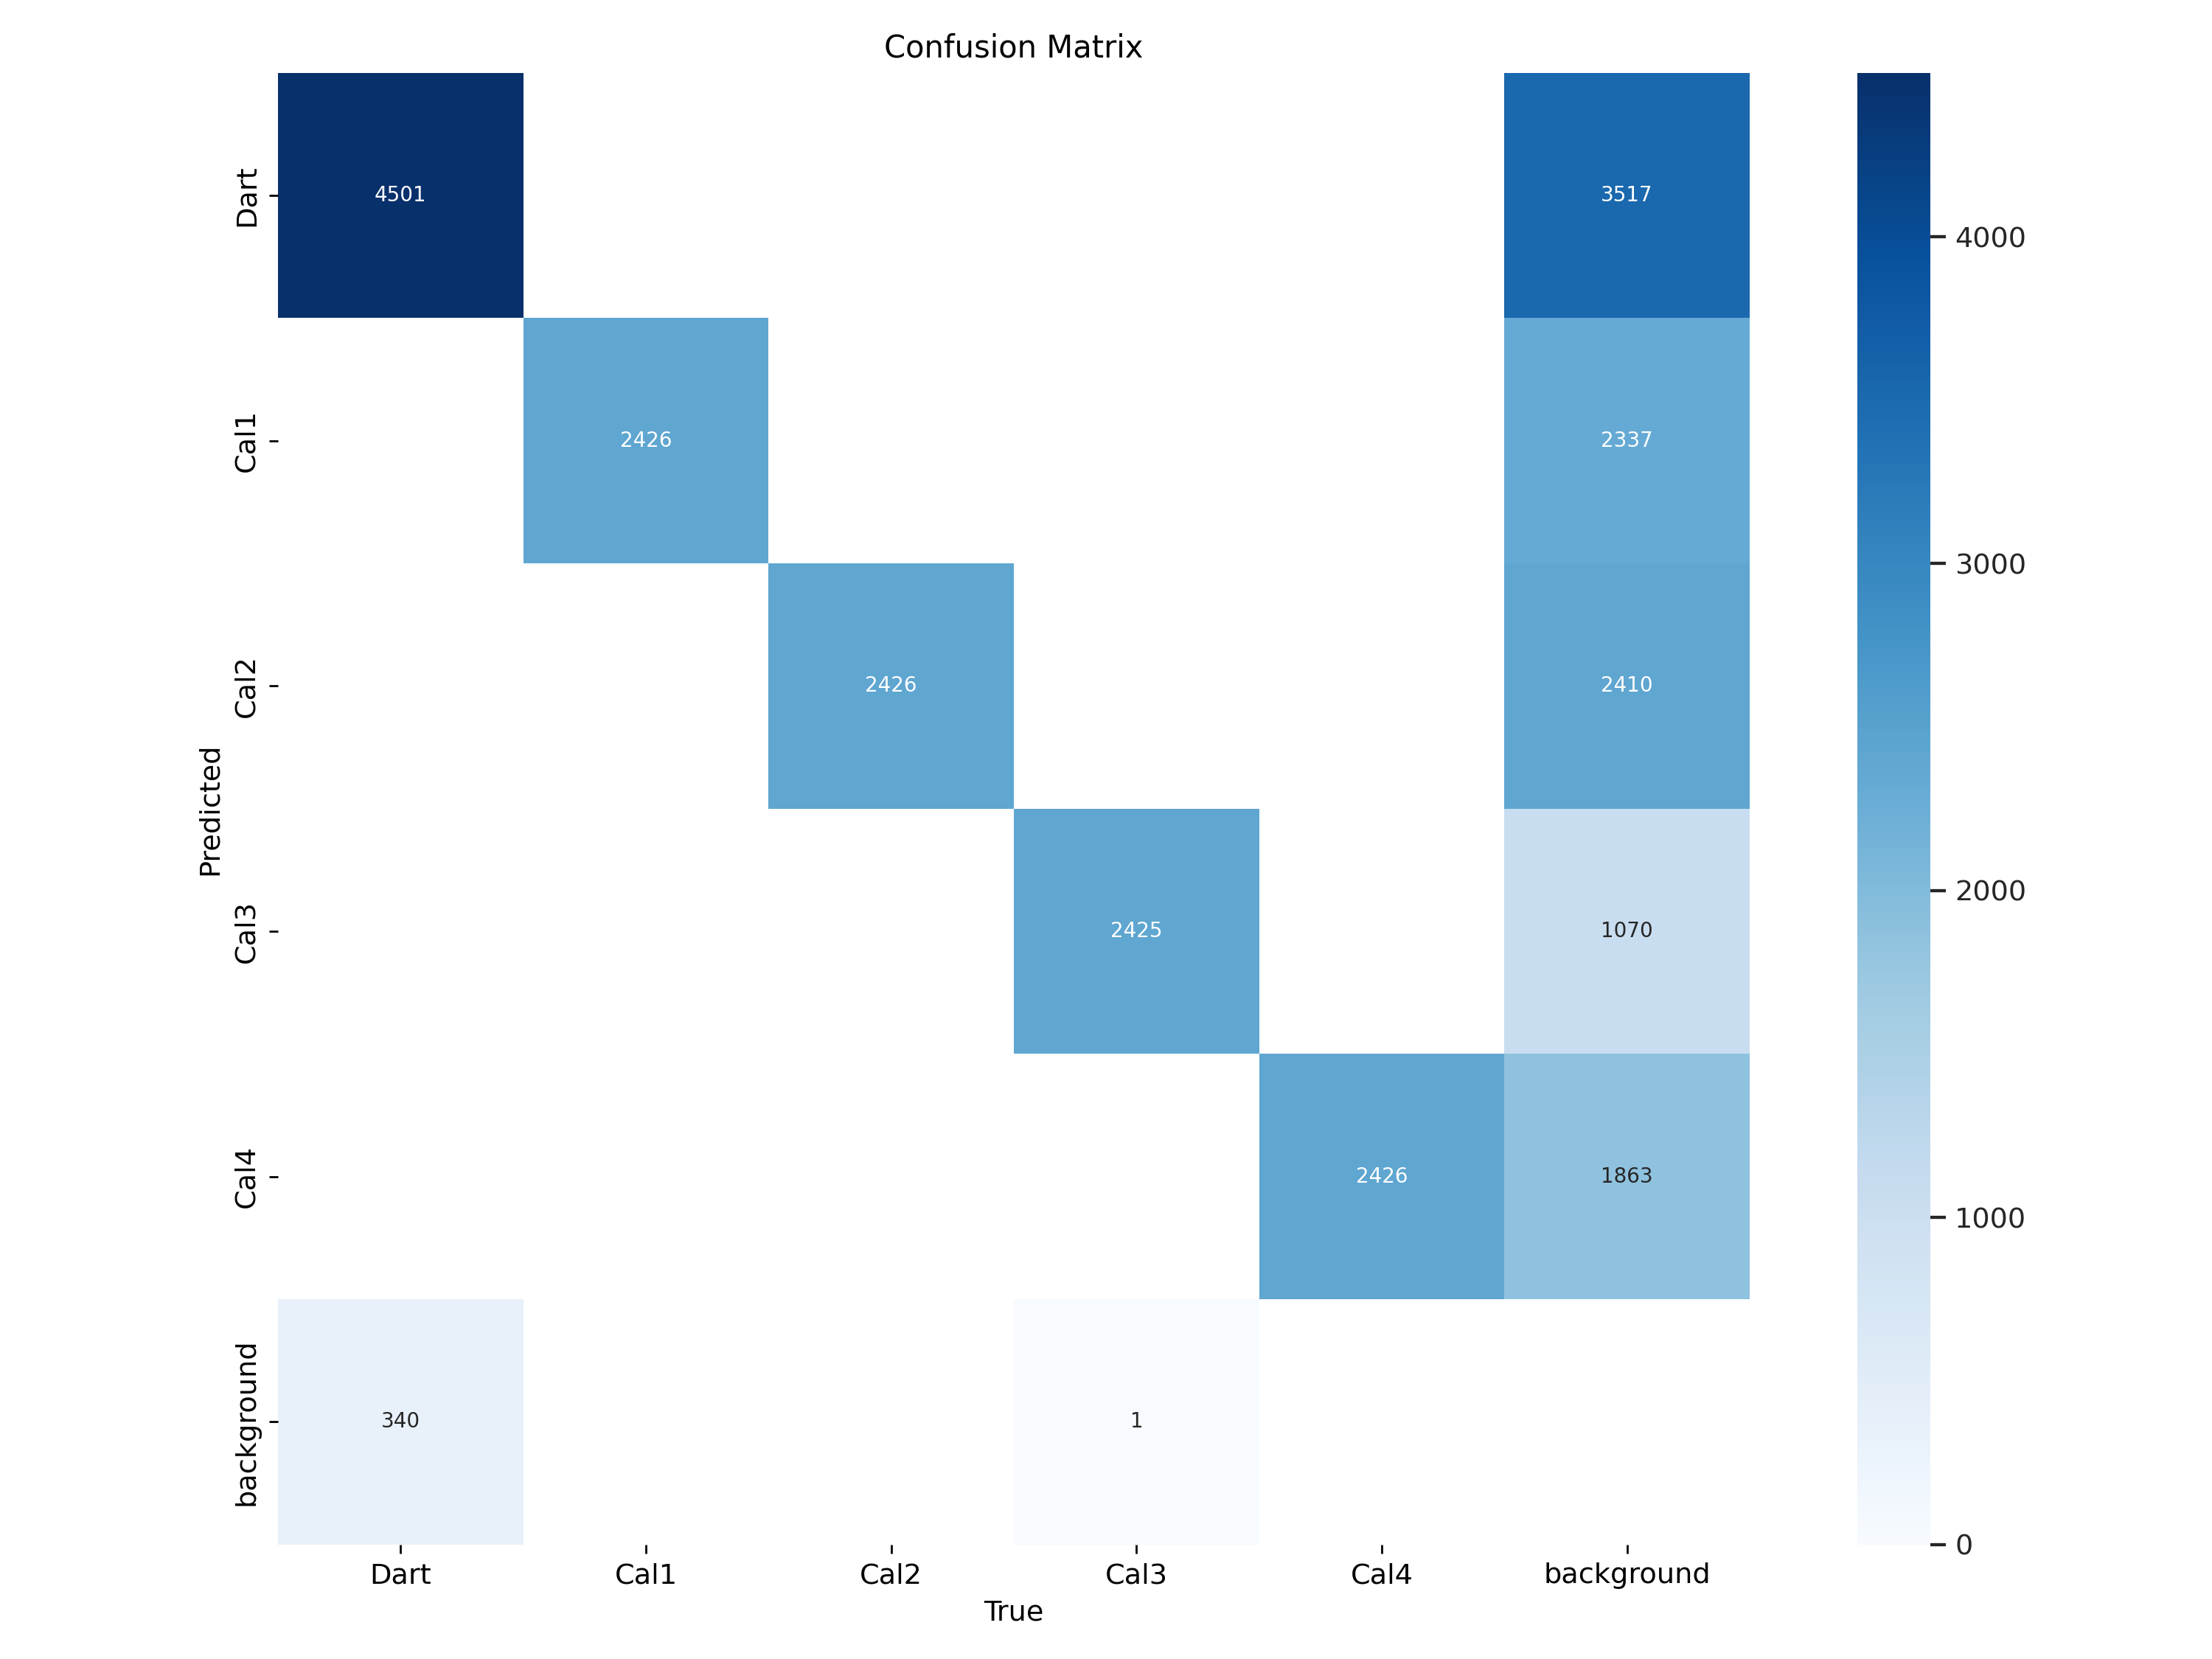 Confusion Matrix
Dart 4501 3517
4000
Cal1 2426 2337
3000
Cal2 2426 2410
Predicted
2000
Cal3 2425 1070
Cal4 2426 1863
1000
background 340 1
0
Dart Cal1 Cal2 Cal3 Cal4 background
True